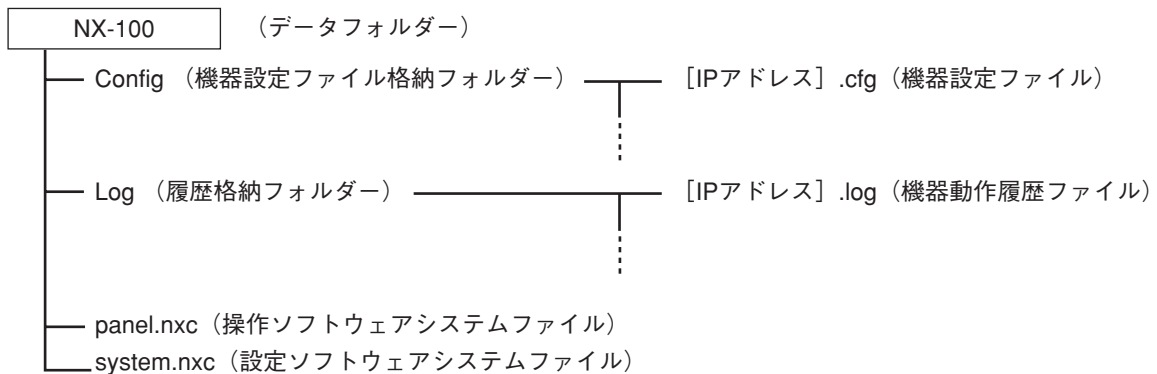 NX-100 （データフォルダー）
Config （機器設定ファイル格納フォルダー） ［IPアドレス］.cfg（機器設定ファイル）
Log （履歴格納フォルダー） ［IPアドレス］.log（機器動作履歴ファイル）
panel.nxc（操作ソフトウェアシステムファイル）
system.nxc（設定ソフトウェアシステムファイル）